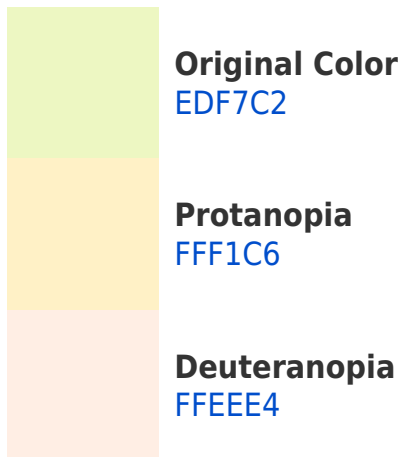 Original Color
EDF7C2
Protanopia
FFF1C6
Deuteranopia
FFEEE4